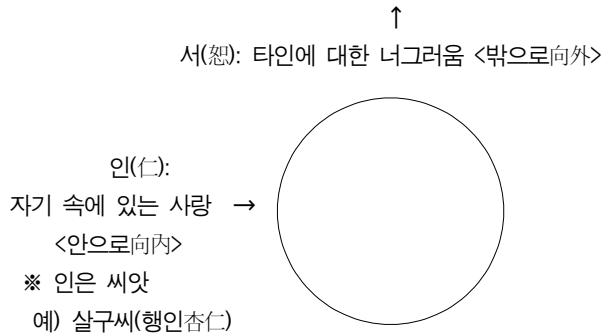 ↑
서(恕): 타인에 대한 너그러움 <밖으로向外>
인(仁):
자기 속에 있는 사랑 →
<안으로向內>
※ 인은 씨앗
예) 살구씨(행인杏仁)